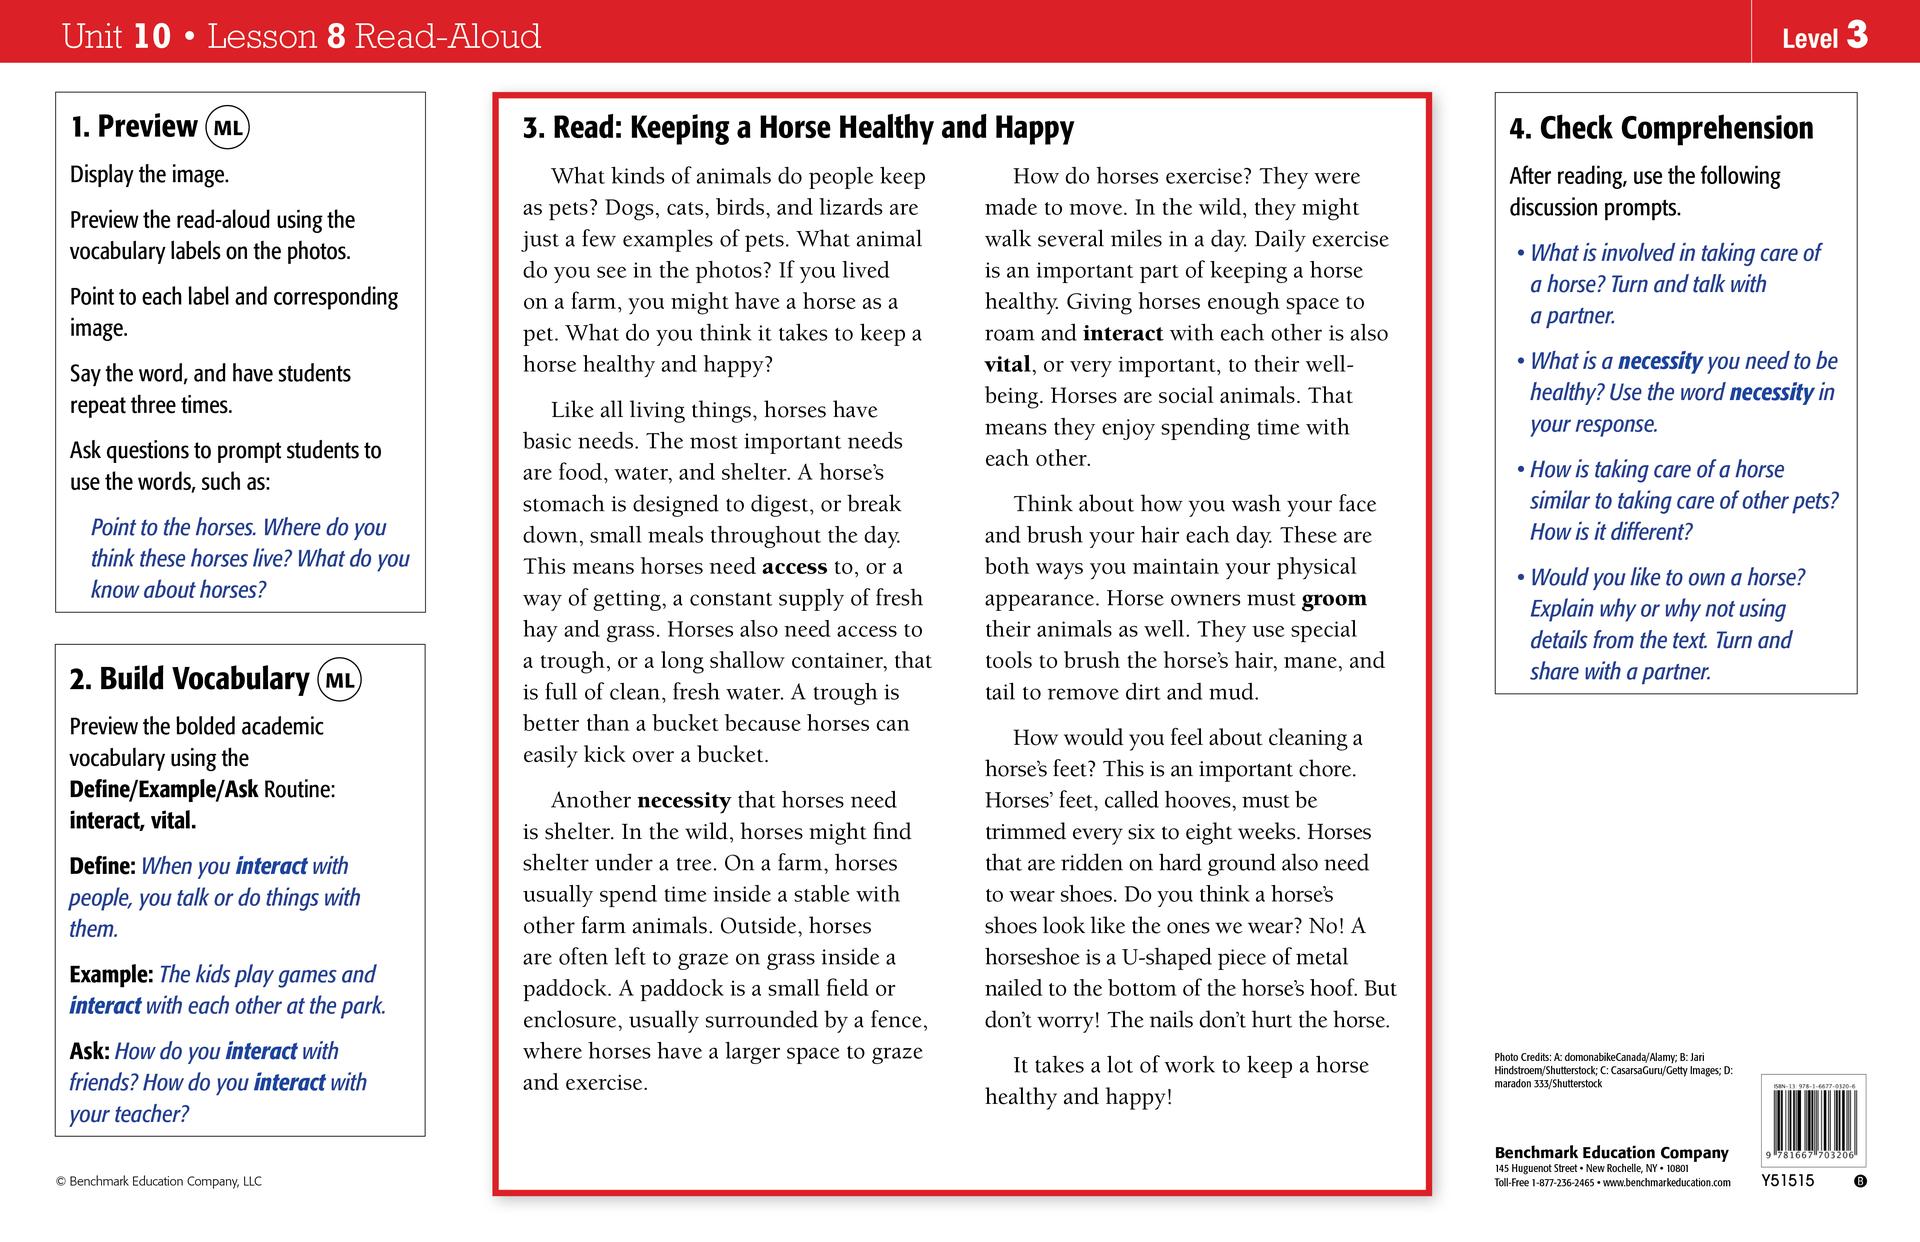 Unit 10 • Lesson 8 Read-Aloud
Level 3
1. Preview ML
Display the image.
Preview the read-aloud using the
vocabulary labels on the photos.
Point to each label and corresponding
image.
Say the word, and have students
repeat three times.
Ask questions to prompt students to
use the words, such as:
Point to the horses. Where do you
think these horses live? What do you
know about horses?
2. Build Vocabulary ML
Preview the bolded academic
vocabulary using the
Define/Example/Ask Routine:
interact, vital.
Define: When you interact with
people, you talk or do things with
them.
Example: The kids play games and
interact with each other at the park.
Ask: How do you interact with
friends? How do you interact with
your teacher?
© Benchmark Education Company, LLC
3. Read: Keeping a Horse Healthy and Happy
What kinds of animals do people keep
as pets? Dogs, cats, birds, and lizards are
just a few examples of pets. What animal
do you see in the photos? If you lived
on a farm, you might have a horse as a
pet. What do you think it takes to keep a
horse healthy and happy?
Like all living things, horses have
basic needs. The most important needs
are food, water, and shelter. A horse's
stomach is designed to digest, or break
down, small meals throughout the day.
This means horses need access to, or a
way of getting, a constant supply of fresh
hay and grass. Horses also need access to
a trough, or a long shallow container, that
is full of clean, fresh water. A trough is
better than a bucket because horses can
easily kick over a bucket.
Another necessity that horses need
is shelter. In the wild, horses might find
shelter under a tree. On a farm, horses
usually spend time inside a stable with
other farm animals. Outside, horses
are often left to graze on grass inside a
paddock. A paddock is a small field or
enclosure, usually surrounded by a fence,
where horses have a larger space to graze
and exercise.
How do horses exercise? They were
made to move. In the wild, they might
walk several miles in a day. Daily exercise
is an important part of keeping a horse
healthy. Giving horses enough space to
roam and interact with each other is also
vital, or very important, to their well-
being. Horses are social animals. That
means they enjoy spending time with
each other.
Think about how you wash your face
and brush your hair each day. These are
both ways you maintain your physical
appearance. Horse owners must groom
their animals as well. They use special
tools to brush the horse's hair, mane, and
tail to remove dirt and mud.
How would you feel about cleaning a
horse's feet? This is an important chore.
Horses' feet, called hooves, must be
trimmed every six to eight weeks. Horses
that are ridden on hard ground also need
to wear shoes. Do you think a horse's
shoes look like the ones we wear? No! A
horseshoe is a U-shaped piece of metal
nailed to the bottom of the horse's hoof. But
don't worry! The nails don't hurt the horse.
It takes a lot of work to keep a horse
healthy and happy!
4. Check Comprehension
After reading, use the following
discussion prompts.
• What is involved in taking care of
a horse? Turn and talk with
a partner.
• What is a necessity you need to be
healthy? Use the word necessity in
your response.
• How is taking care of a horse
similar to taking care of other pets?
How is it different?
• Would you like to own a horse?
Explain why or why not using
details from the text. Turn and
share with a partner.
Photo Credits: A: domonabikeCanada/Alamy; B: Jari
Hindstroem/Shutterstock; C: CasarsaGuru/Getty Images; D:
maradon 333/Shutterstock
Benchmark Education Company
145 Huguenot Street • New Rochelle, NY • 10801
Toll-Free 1-877-236-2465 • www.benchmarkeducation.com
ISBN-13 978-1-6677-0320-6
9 781667 703206
Y51515
B